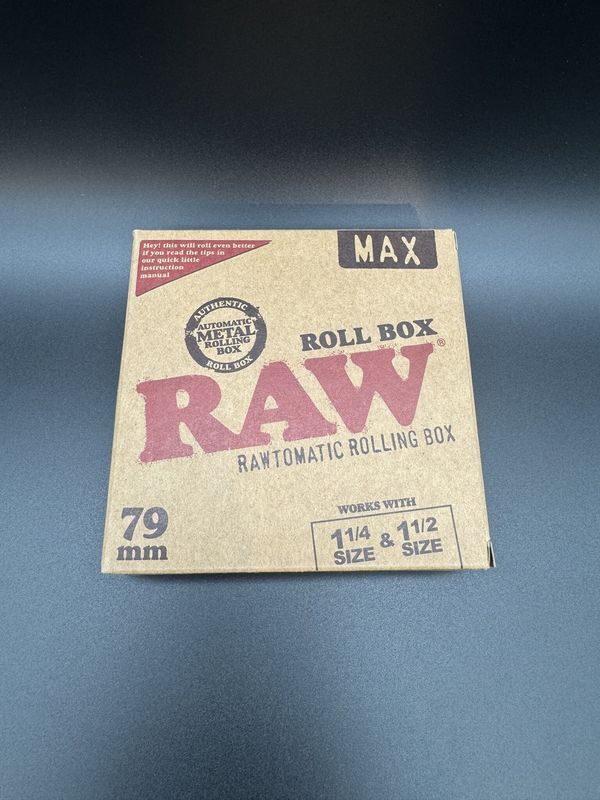 Hey! this will roll even better
if you read the tips in
our quick little
instruction
manual
MAX
AUTHENTIC
AUTOMATIC
METAL
ROLLING
BOX
ROLL BOX
ROLL BOX
RAW®
RAWTOMATIC ROLLING BOX
79
mm
WORKS WITH
1 1/4 SIZE & 1 1/2 SIZE